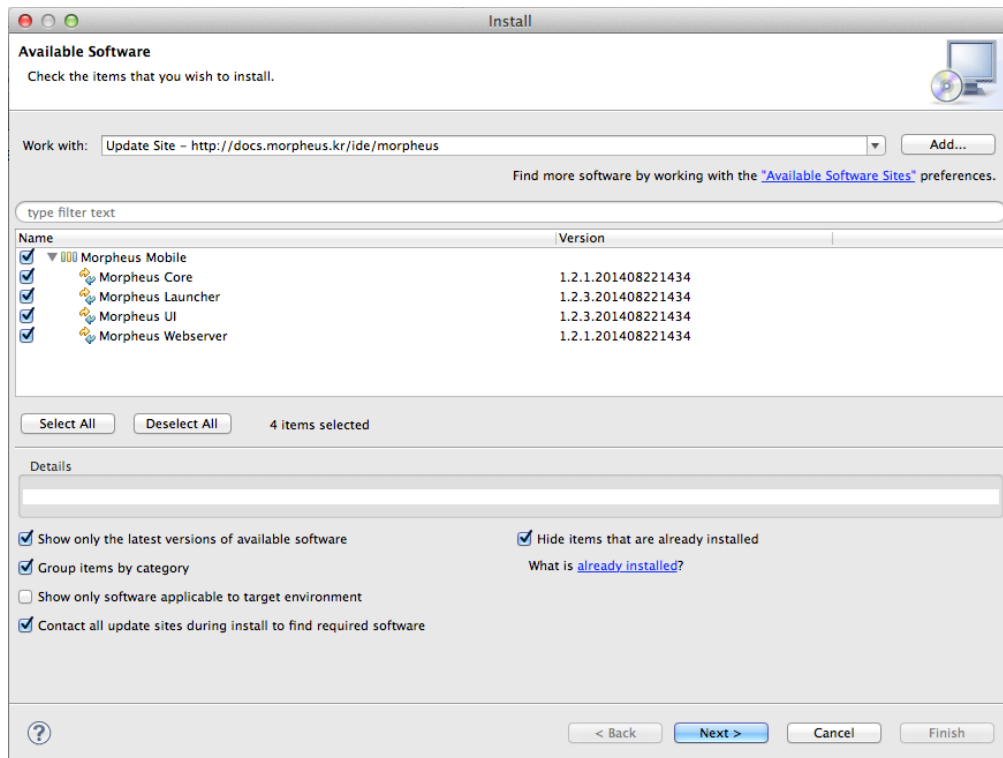 Install
Available Software
Check the items that you wish to install.
Work with: Update Site - http://docs.morpheus.kr/ide/morpheus Add...
Find more software by working with the "Available Software Sites" preferences.
type filter text
Name Version
Morpheus Mobile
Morpheus Core 1.2.1.201408221434
Morpheus Launcher 1.2.3.201408221434
Morpheus UI 1.2.3.201408221434
Morpheus Webserver 1.2.1.201408221434
Select All Deselect All 4 items selected
Details
Show only the latest versions of available software Hide items that are already installed
Group items by category What is already installed?
Show only software applicable to target environment
Contact all update sites during install to find required software
? < Back Next > Cancel Finish